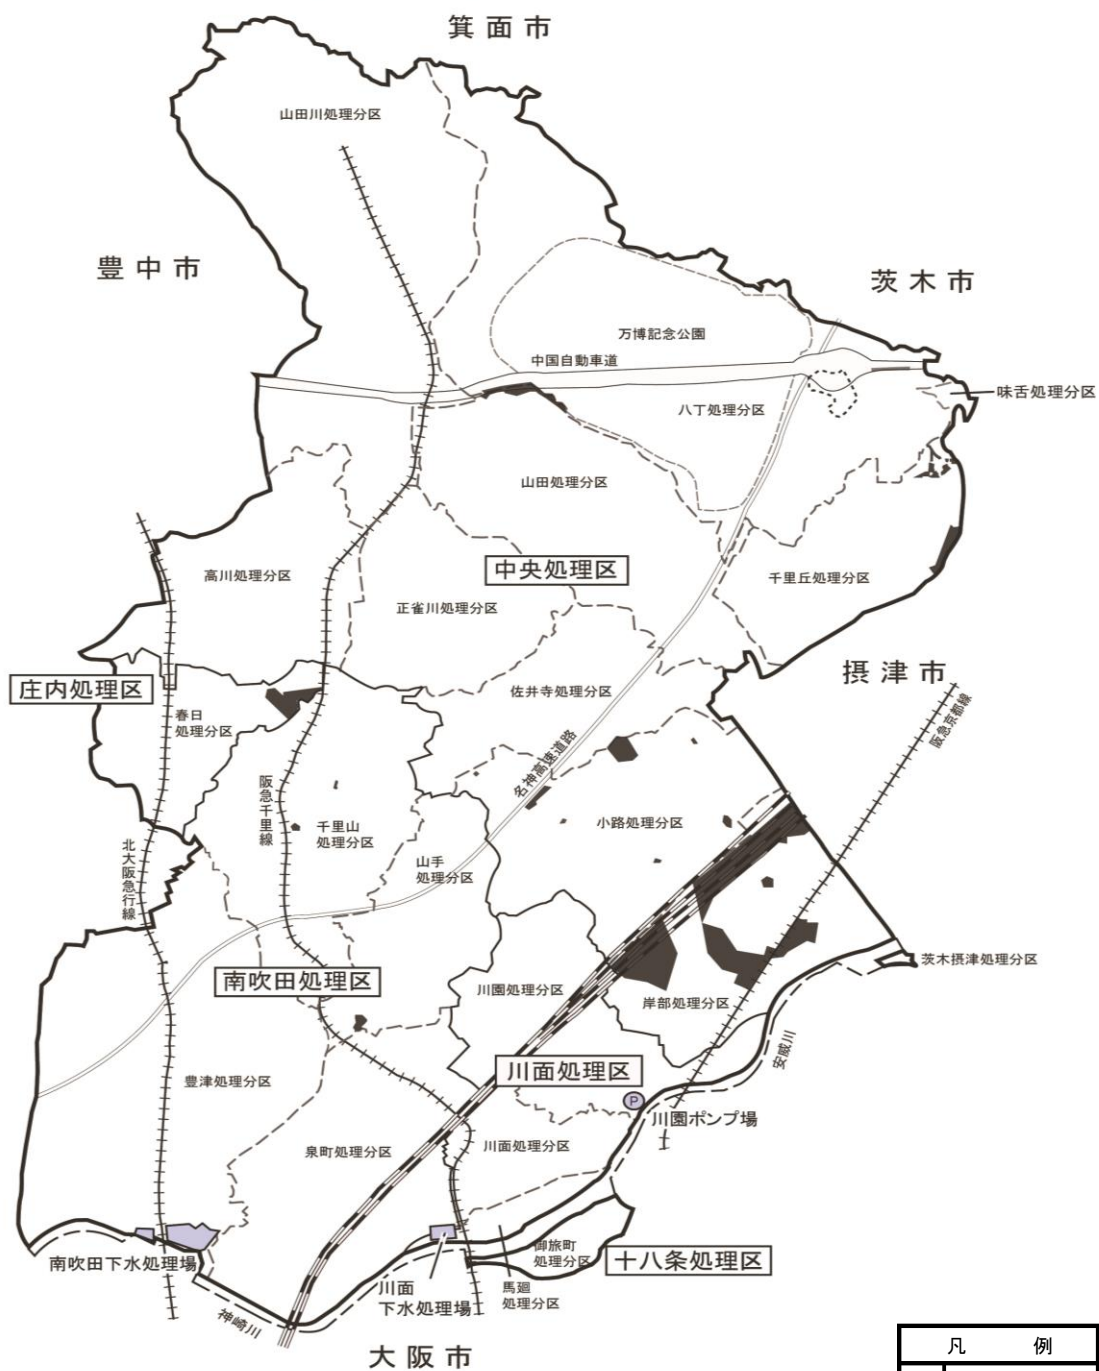 箕面市
山田川処理分区
豊中市
茨木市
万博記念公園
中国自動車道
味舌処理分区
八丁処理分区
山田処理分区
中央処理区
高川処理分区
千里丘処理分区
正雀川処理分区
摂津市
庄内処理区
佐井寺処理分区
阪急京都線
春日
処理分区
名神高速道路
阪急千里線
千里山
処理分区
小路処理分区
北大阪急行線
山手
処理分区
茨木摂津処理分区
南吹田処理区
川園処理分区
岸部処理分区
安威川
川面処理区
豊津処理分区
P
川園ポンプ場
泉町処理分区
川面処理分区
御旅町
処理分区
十八条処理区
南吹田下水処理場
川面
下水処理場
馬廻
処理分区
神崎川
大阪市
凡例